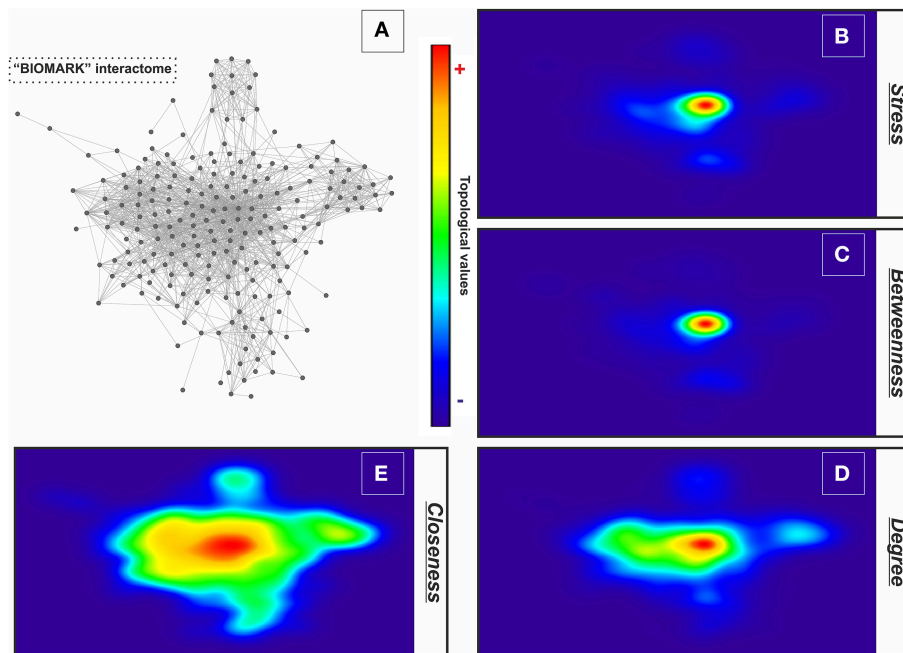 A
"BIOMARK" interactome
+
Topological values
-
B
Stress
C
Betweenness
E
Closeness
D
Degree